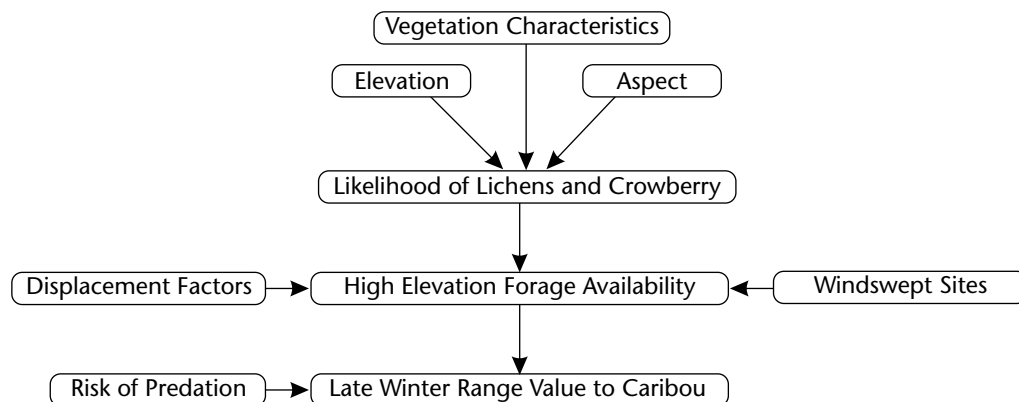 Vegetation Characteristics
Elevation
Aspect
Likelihood of Lichens and Crowberry
Displacement Factors
High Elevation Forage Availability
Windswept Sites
Risk of Predation
Late Winter Range Value to Caribou